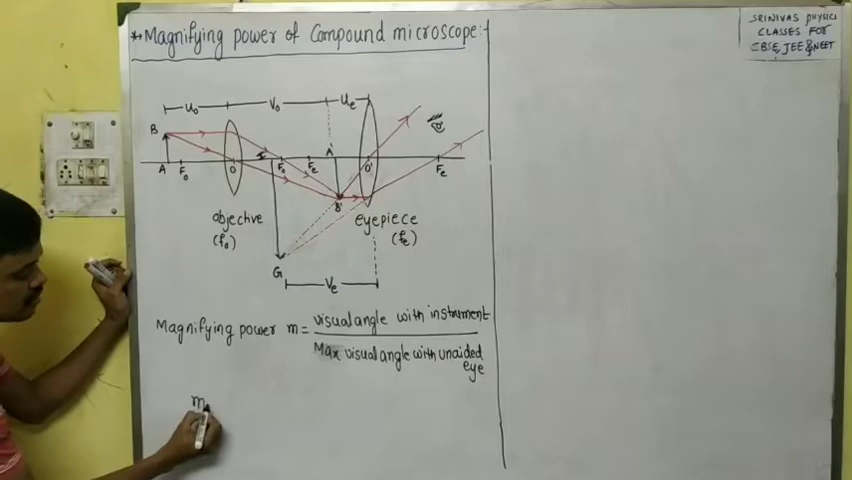 ** Magnifying power of Compound microscope:-
SRINIVAS PHYSICS
CLASSES FOR
CBSE, JEE & NEET
u₀ v₀ uₑ
B
A F₀ O I F₀ Fₑ A' O' Fₑ
B'
objective
(f₀)
eyepiece
(fₑ)
G
vₑ
Magnifying power m = visual angle with instrument
Max visual angle with unaided
eye
m